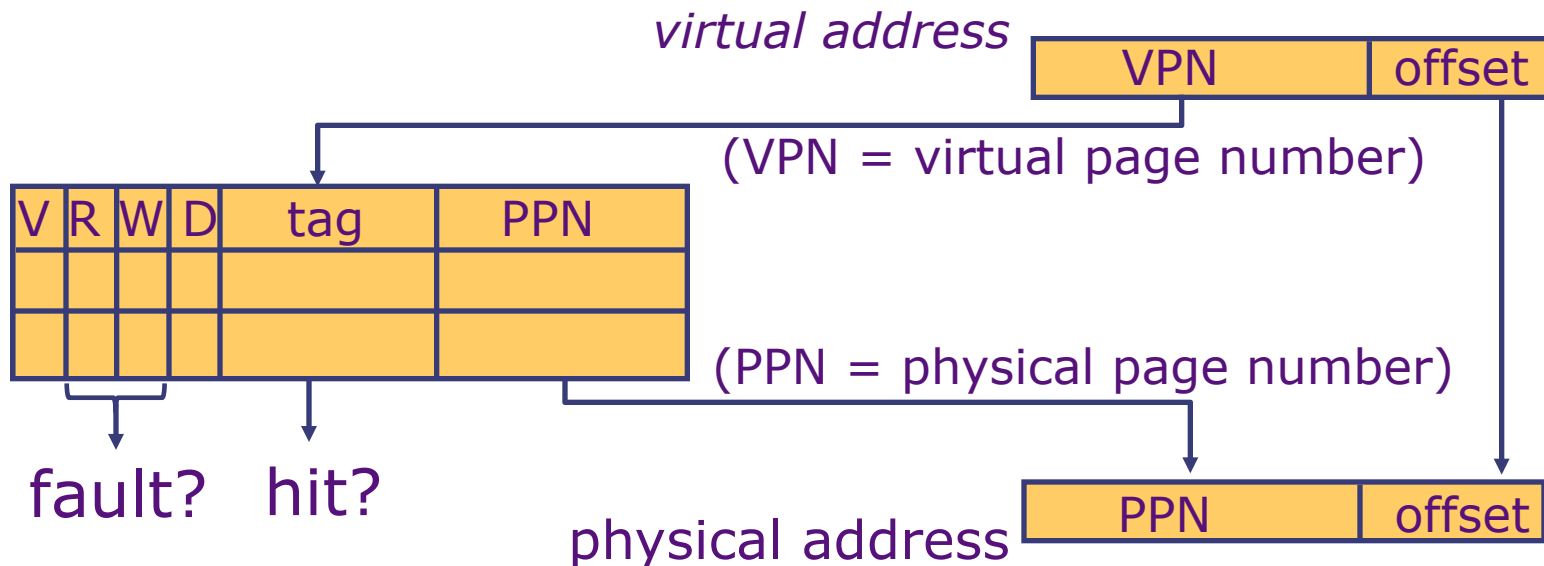 virtual address
VPN offset
(VPN = virtual page number)
V R W D tag PPN
(PPN = physical page number)
fault? hit?
PPN offset
physical address